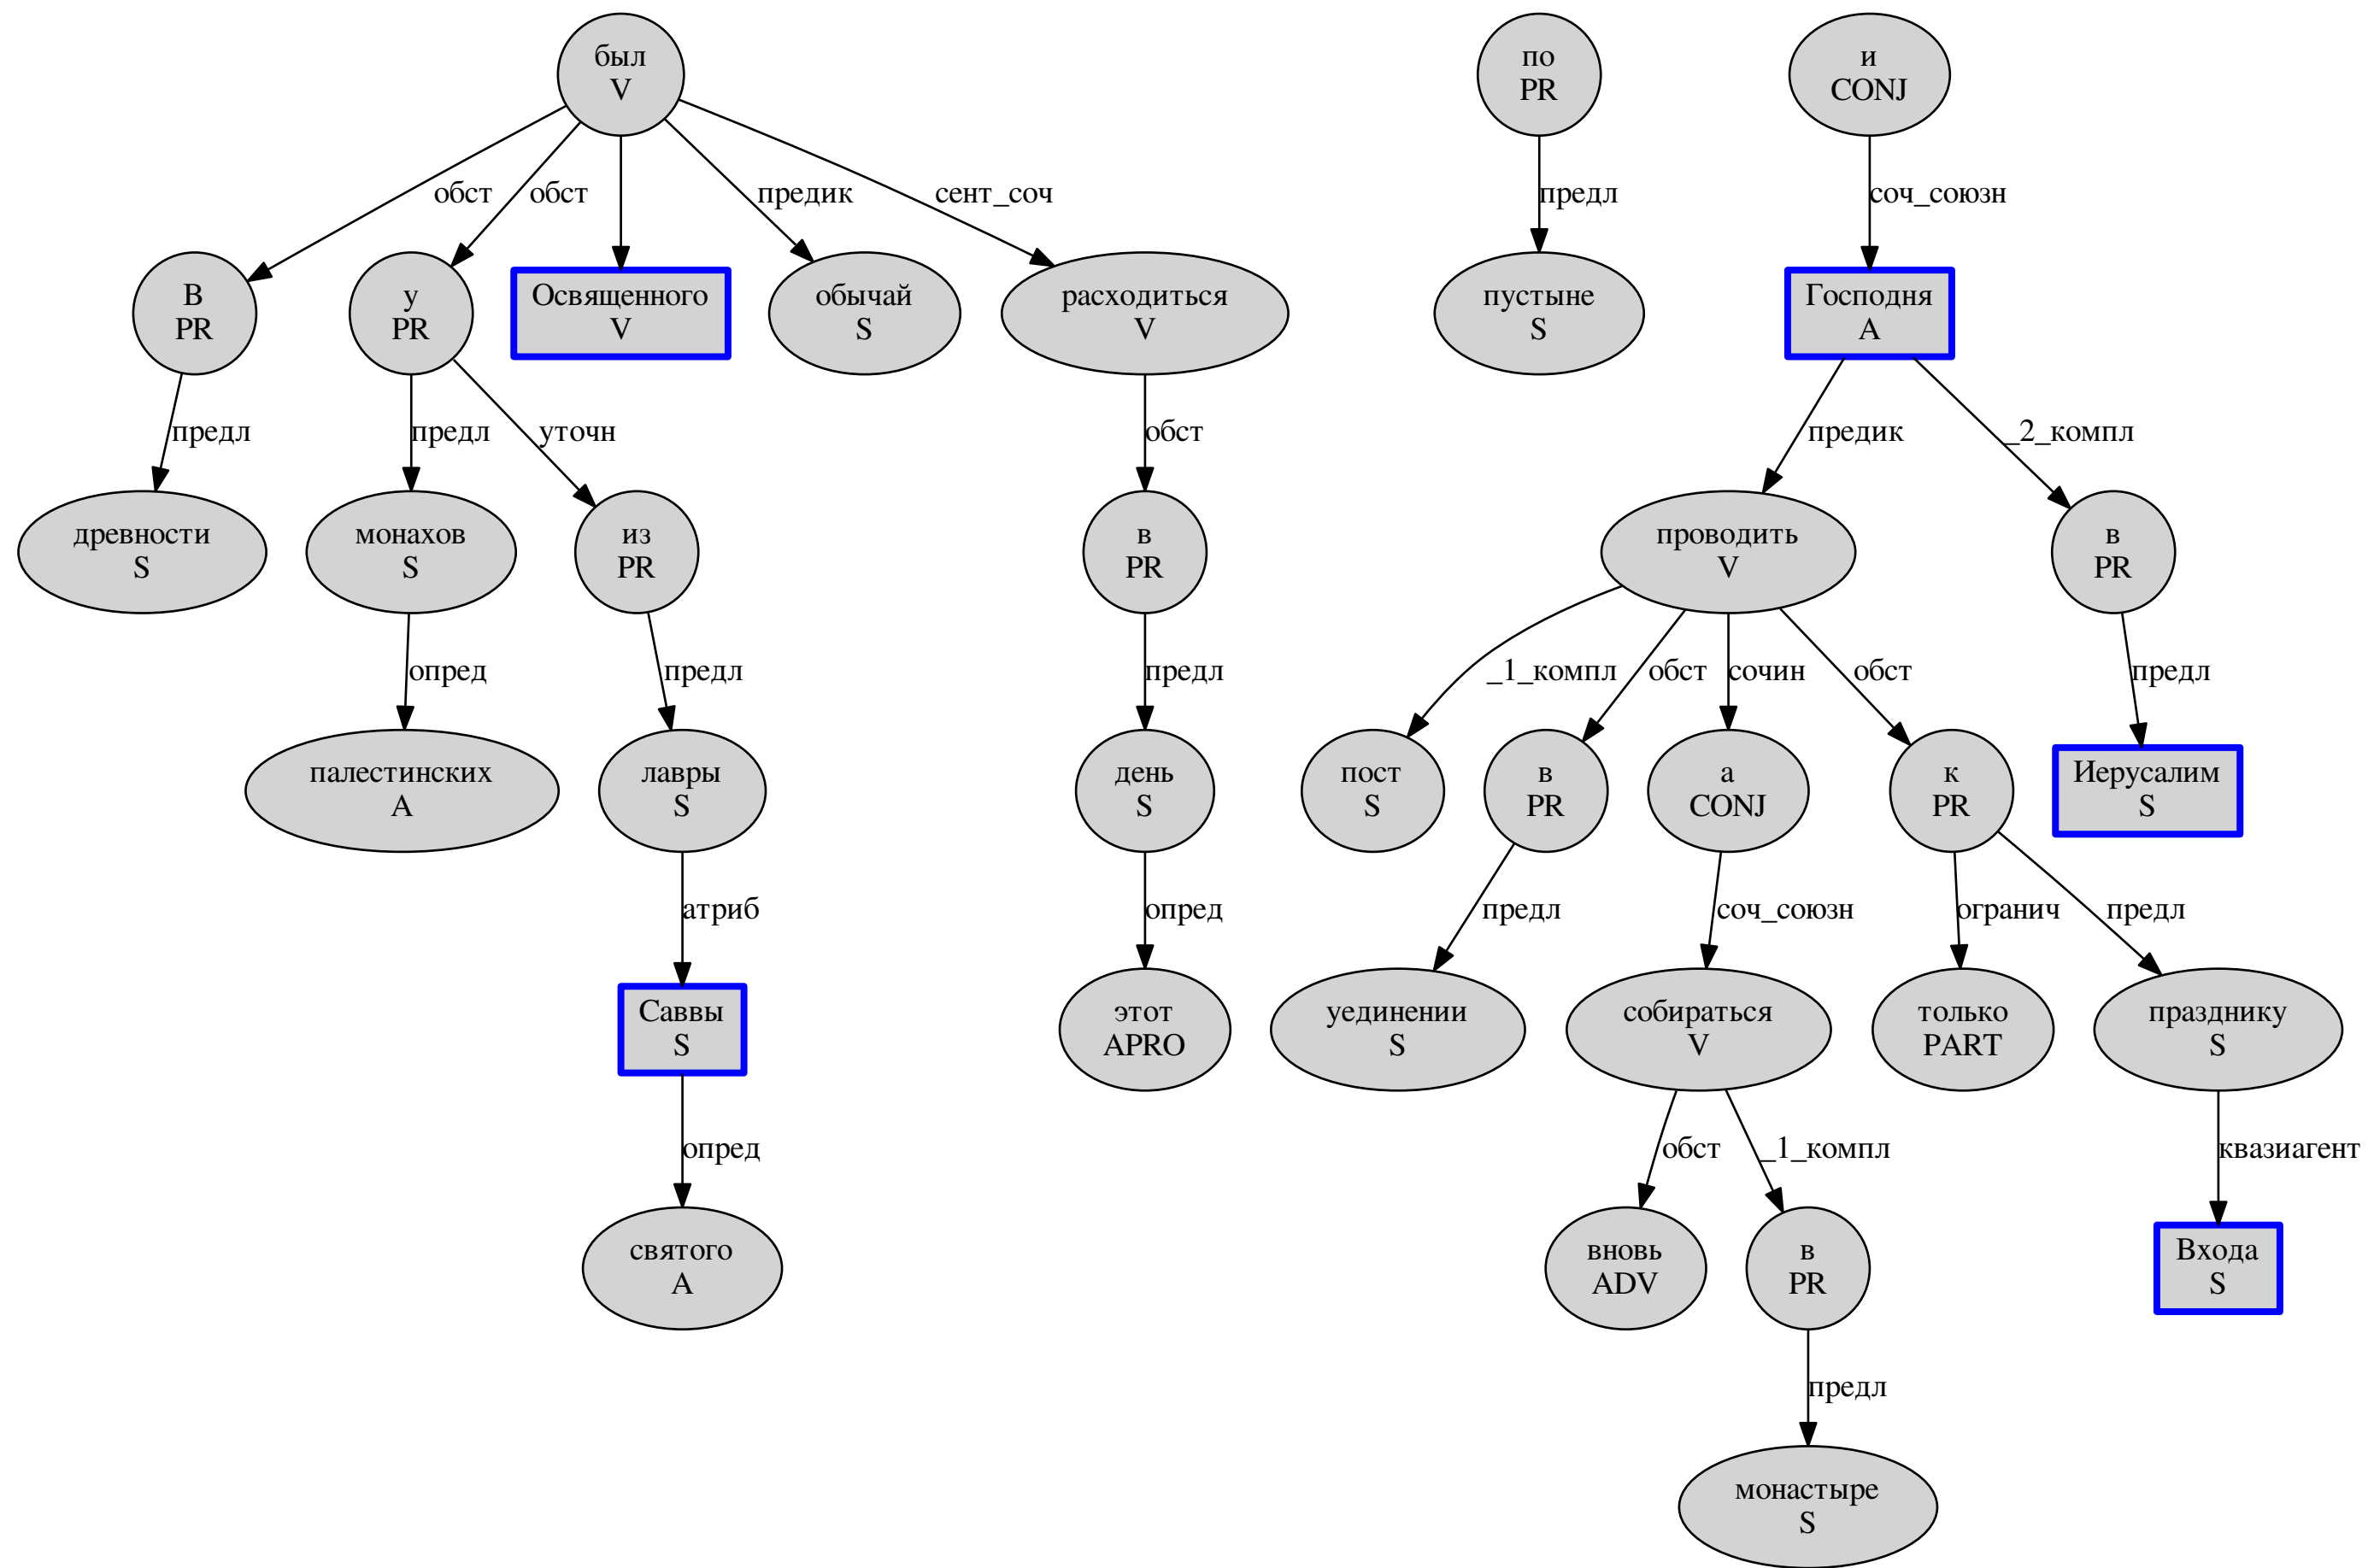 был
V
по
PR
и
CONJ
обст
обст
предик
сент_соч
предл
соч_союзн
В
PR
у
PR
Освященного
V
обычай
S
расходиться
V
пустыне
S
Господня
A
предл
предл
уточн
обст
предик
_2_компл
древности
S
монахов
S
из
PR
в
PR
проводить
V
в
PR
опред
предл
предл
_1_компл
обст
сочин
обст
предл
палестинских
A
лавры
S
день
S
пост
S
в
PR
а
CONJ
к
PR
Иерусалим
S
атриб
опред
предл
соч_союзн
огранич
предл
Саввы
S
этот
APRO
уединении
S
собираться
V
только
PART
празднику
S
опред
обст
_1_компл
квазиагент
святого
A
вновь
ADV
в
PR
Входа
S
предл
монастыре
S